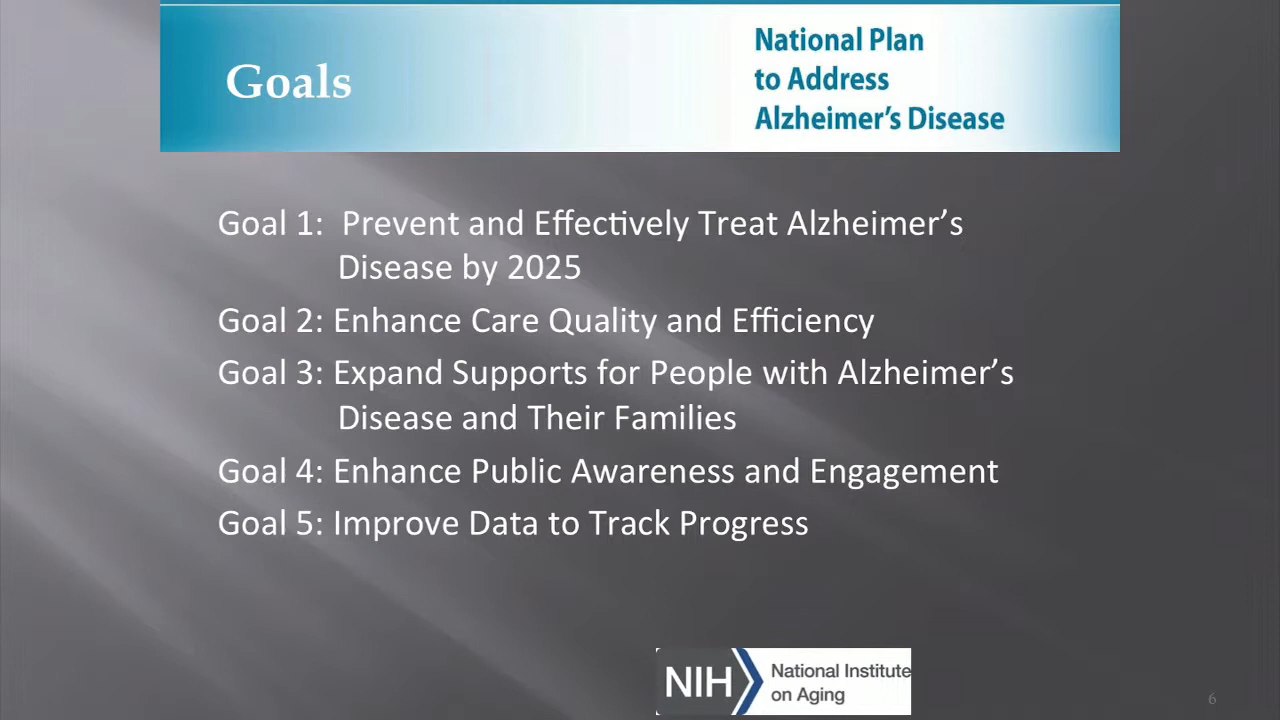 Goals
National Plan
to Address
Alzheimer’s Disease
Goal 1: Prevent and Effectively Treat Alzheimer’s
Disease by 2025
Goal 2: Enhance Care Quality and Efficiency
Goal 3: Expand Supports for People with Alzheimer’s
Disease and Their Families
Goal 4: Enhance Public Awareness and Engagement
Goal 5: Improve Data to Track Progress
NIH
National Institute
on Aging
6